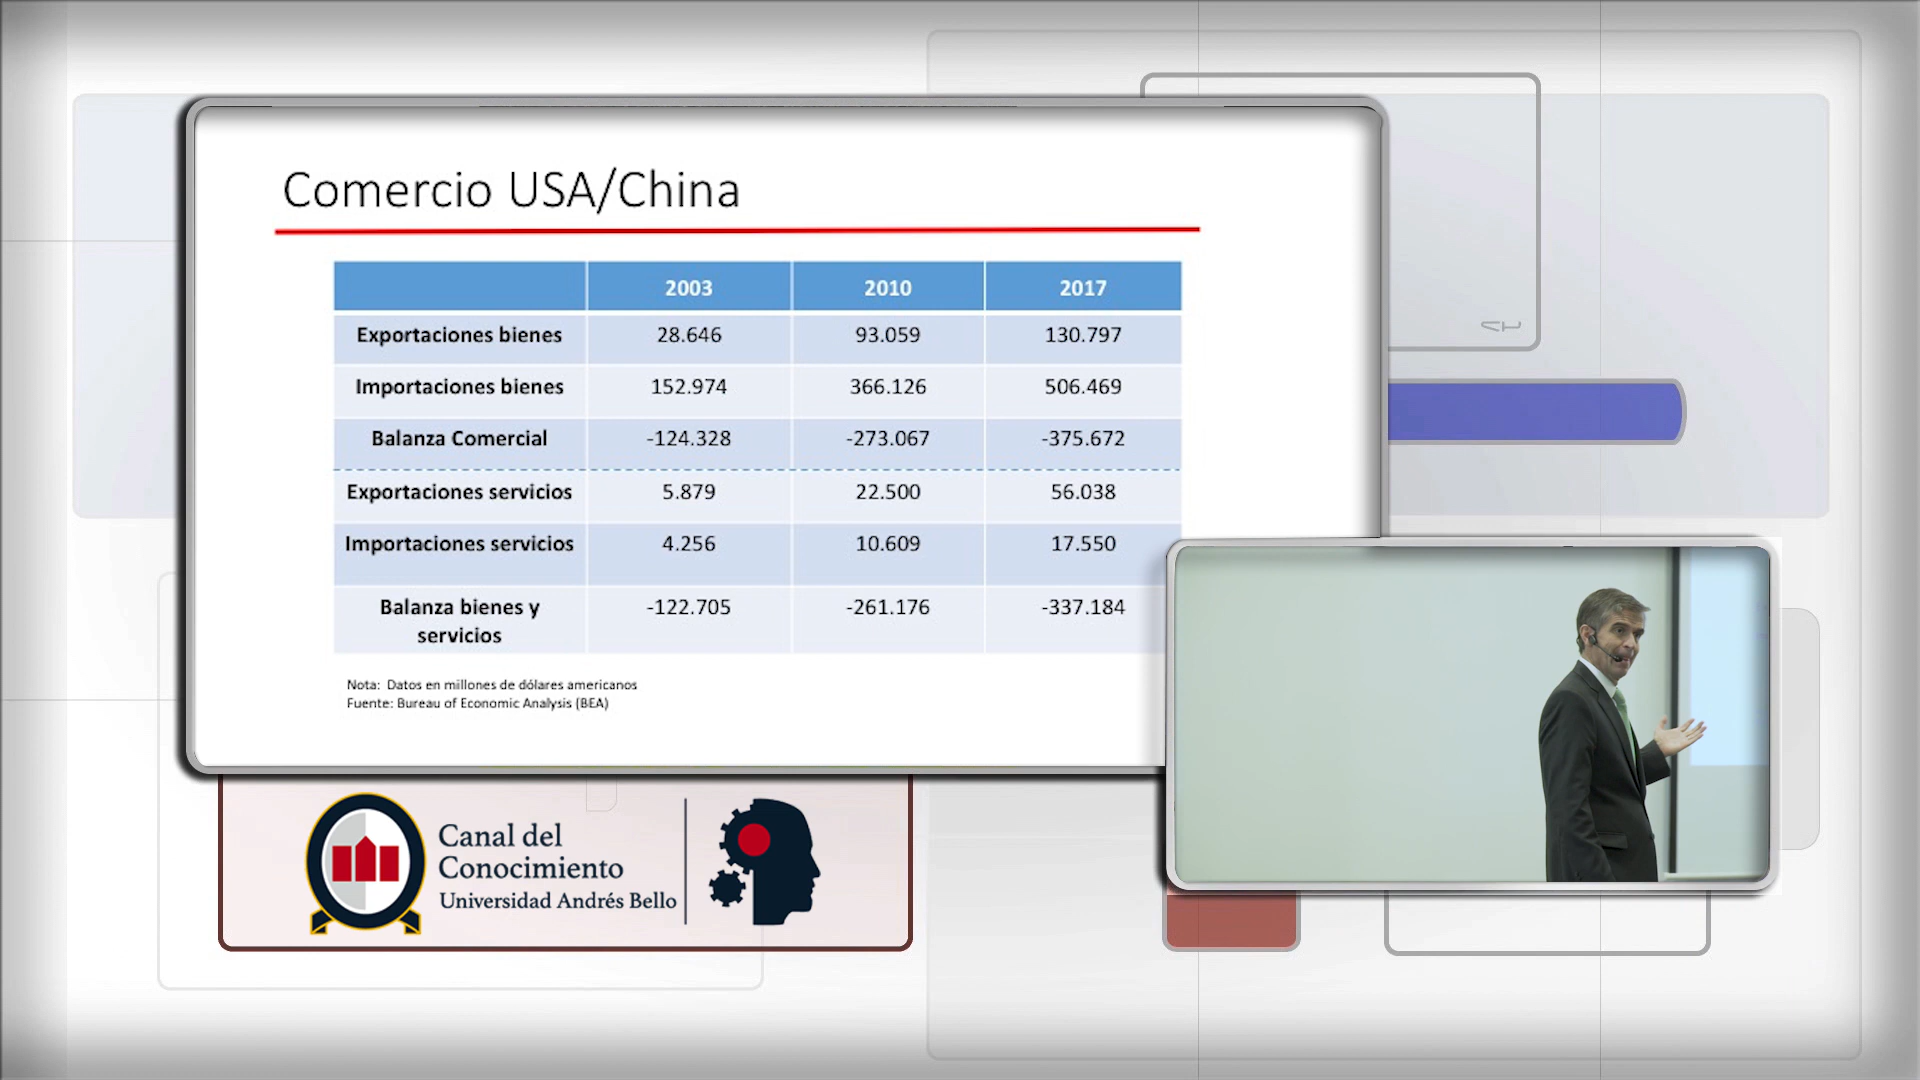 Comercio USA/China
2003 2010 2017
Exportaciones bienes 28.646 93.059 130.797
Importaciones bienes 152.974 366.126 506.469
Balanza Comercial -124.328 -273.067 -375.672
Exportaciones servicios 5.879 22.500 56.038
Importaciones servicios 4.256 10.609 17.550
Balanza bienes y servicios -122.705 -261.176 -337.184
Nota: Datos en millones de dólares americanos
Fuente: Bureau of Economic Analysis (BEA)
Canal del
Conocimiento
Universidad Andrés Bello